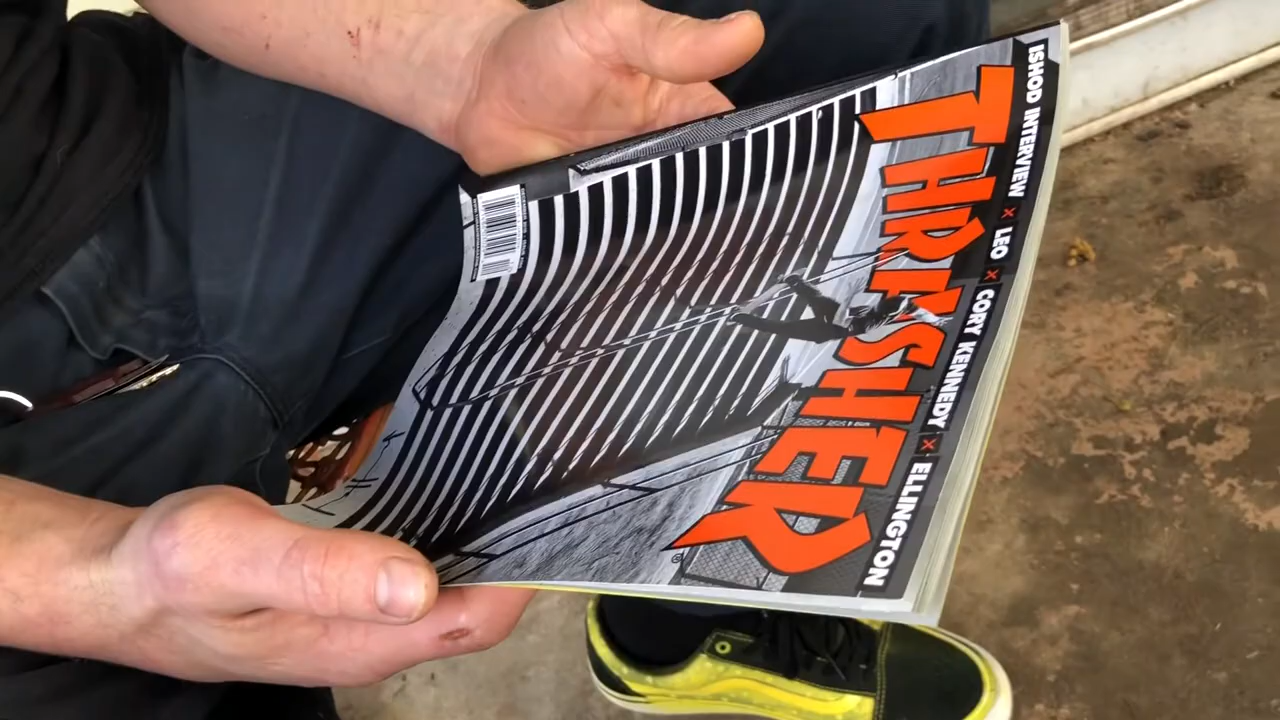 ISHOD INTERVIEW × LEO × CORY KENNEDY × ELLINGTON
THRASHER